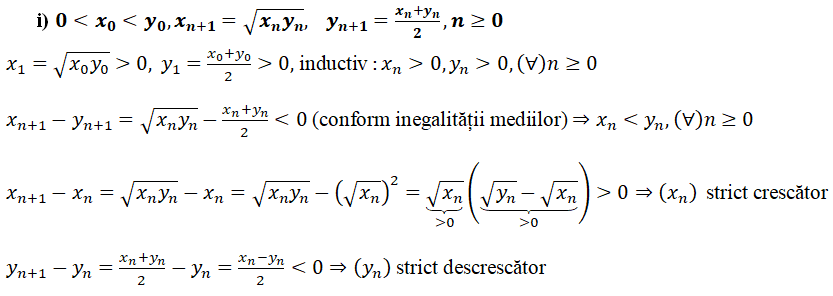 i) 0 < x₀ < y₀, xₙ₊₁ = √(xₙyₙ), yₙ₊₁ = (xₙ+yₙ)/2, n ≥ 0
x₁ = √(x₀y₀) > 0, y₁ = (x₀+y₀)/2 > 0, inductiv : xₙ > 0, yₙ > 0, (∀)n ≥ 0
xₙ₊₁ − yₙ₊₁ = √(xₙyₙ) − (xₙ+yₙ)/2 < 0 (conform inegalității mediilor) ⇒ xₙ < yₙ, (∀)n ≥ 0
xₙ₊₁ − xₙ = √(xₙyₙ) − xₙ = √(xₙyₙ) − (√xₙ)² = √xₙ (√yₙ − √xₙ) > 0 ⇒ (xₙ) strict crescător
>0 >0
yₙ₊₁ − yₙ = (xₙ+yₙ)/2 − yₙ = (xₙ−yₙ)/2 < 0 ⇒ (yₙ) strict descrescător